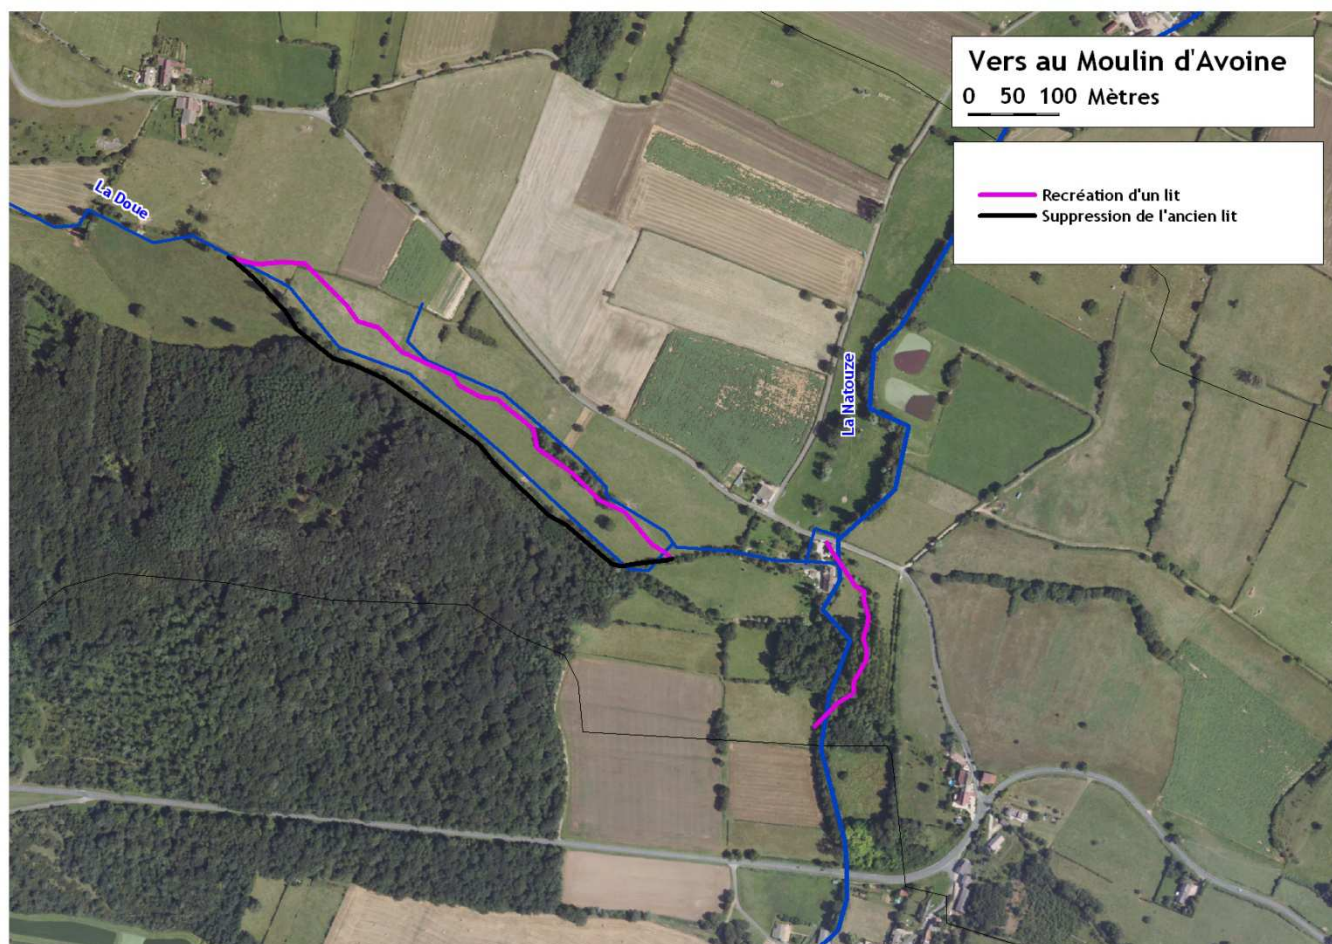 Vers au Moulin d'Avoine
0 50 100 Mètres
Recréation d'un lit
Suppression de l'ancien lit
La Doue
La Natouze